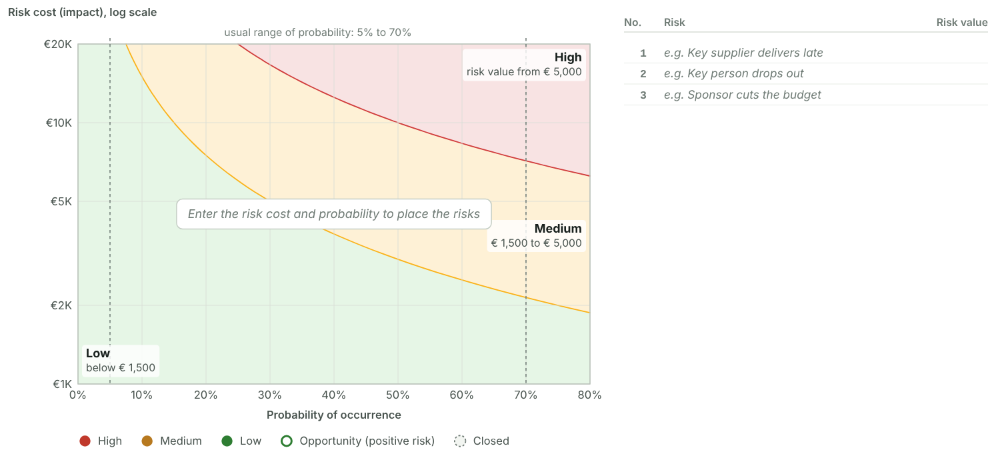 Risk cost (impact), log scale
usual range of probability: 5% to 70%
€20K
€10K
€5K
€2K
€1K
High
risk value from € 5,000
Enter the risk cost and probability to place the risks
Medium
€ 1,500 to € 5,000
Low
below € 1,500
0% 10% 20% 30% 40% 50% 60% 70% 80%
Probability of occurrence
High Medium Low Opportunity (positive risk) Closed
No. Risk Risk value
1 e.g. Key supplier delivers late
2 e.g. Key person drops out
3 e.g. Sponsor cuts the budget